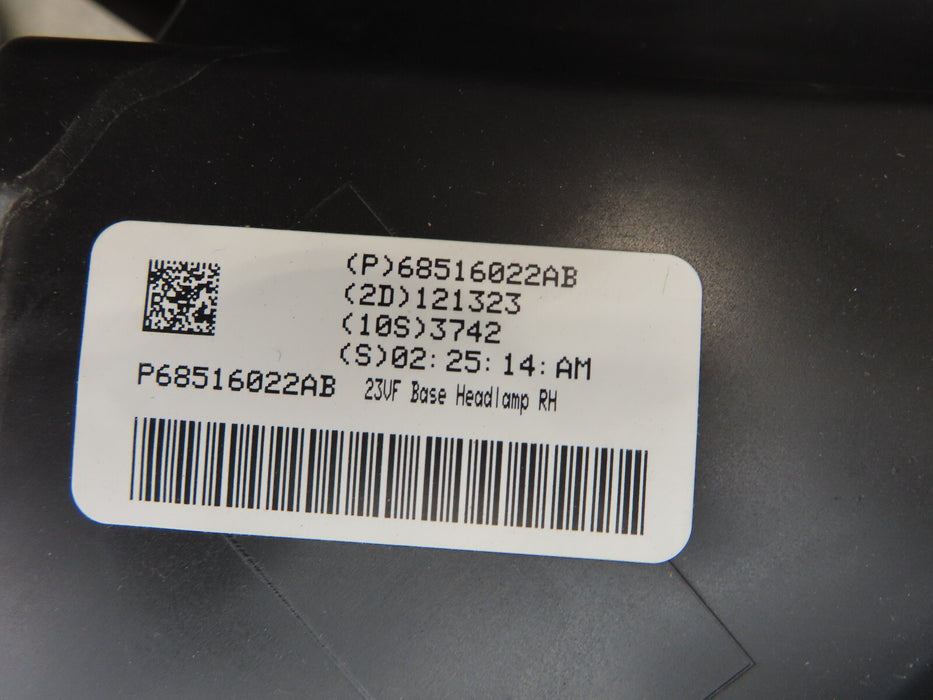 (P)68516022AB
(2D)121323
(10S)3742
(S)02:25:14:AM
P68516022AB 23VF Base Headlamp RH